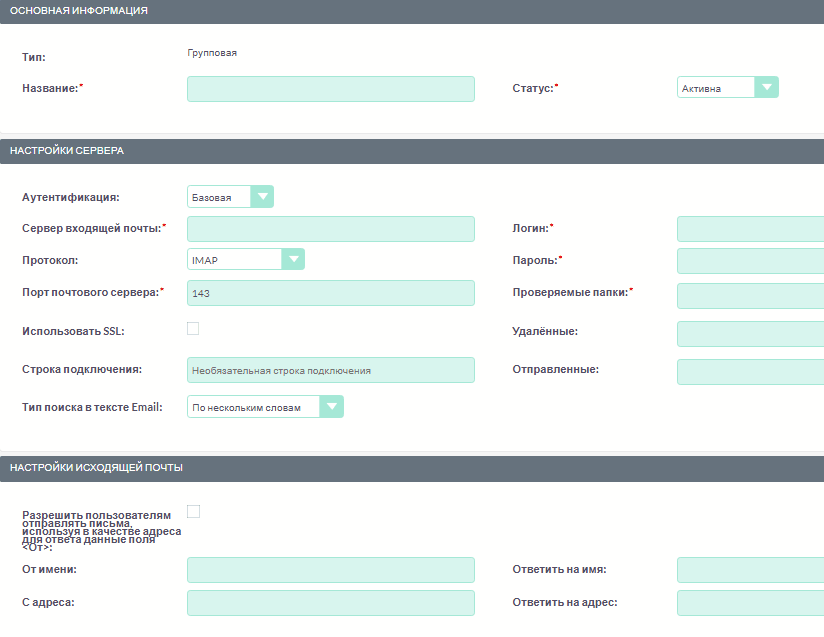 ОСНОВНАЯ ИНФОРМАЦИЯ
Тип: Групповая
Название:* Статус:* Активна
НАСТРОЙКИ СЕРВЕРА
Аутентификация: Базовая
Сервер входящей почты:* Логин:*
Протокол: IMAP Пароль:*
Порт почтового сервера:* 143 Проверяемые папки:*
Использовать SSL: Удалённые:
Строка подключения: Необязательная строка подключения Отправленные:
Тип поиска в тексте Email: По нескольким словам
НАСТРОЙКИ ИСХОДЯЩЕЙ ПОЧТЫ
Разрешить пользователям
отправлять письма,
используя в качестве адреса
для ответа данные поля
<От>:
От имени: Ответить на имя:
С адреса: Ответить на адрес: